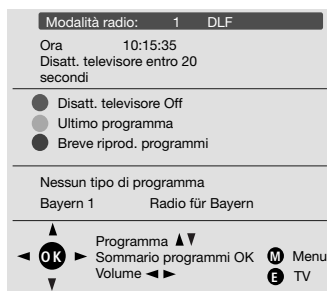 Modalità radio: 1 DLF
Ora 10:15:35
Disatt. televisore entro 20
secondi
Disatt. televisore Off
Ultimo programma
Breve riprod. programmi
Nessun tipo di programma
Bayern 1 Radio für Bayern
Programma ▲▼
OK Sommario programmi OK M Menu
Volume ◄ ► E TV